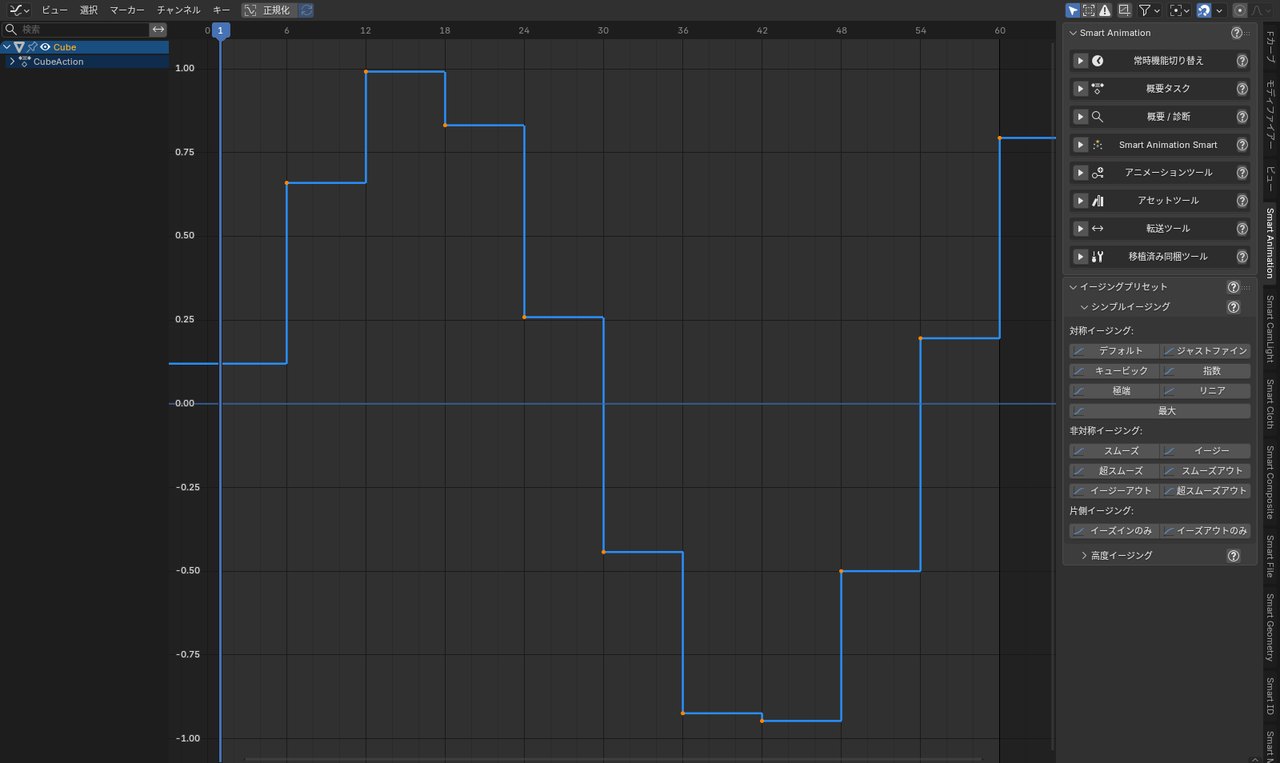 ビュー 選択 マーカー チャンネル キー 正規化
検索
0 1 6 12 18 24 30 36 42 48 54 60
Cube
CubeAction
1.00
0.75
0.50
0.25
0.00
-0.25
-0.50
-0.75
-1.00
Smart Animation
常時機能切り替え
概要タスク
概要 / 診断
Smart Animation Smart
アニメーションツール
アセットツール
転送ツール
移植済み同梱ツール
イージングプリセット
シンプルイージング
対称イージング:
デフォルト ジャストファイン
キュービック 指数
極端 リニア
最大
非対称イージング:
スムーズ イージー
超スムーズ スムーズアウト
イージーアウト 超スムーズアウト
片側イージング:
イーズインのみ イーズアウトのみ
高度イージング
Fカーブ
モディファイアー
ビュー
Smart Animation
Smart CamLight
Smart Cloth
Smart Composite
Smart File
Smart Geometry
Smart ID
Smart